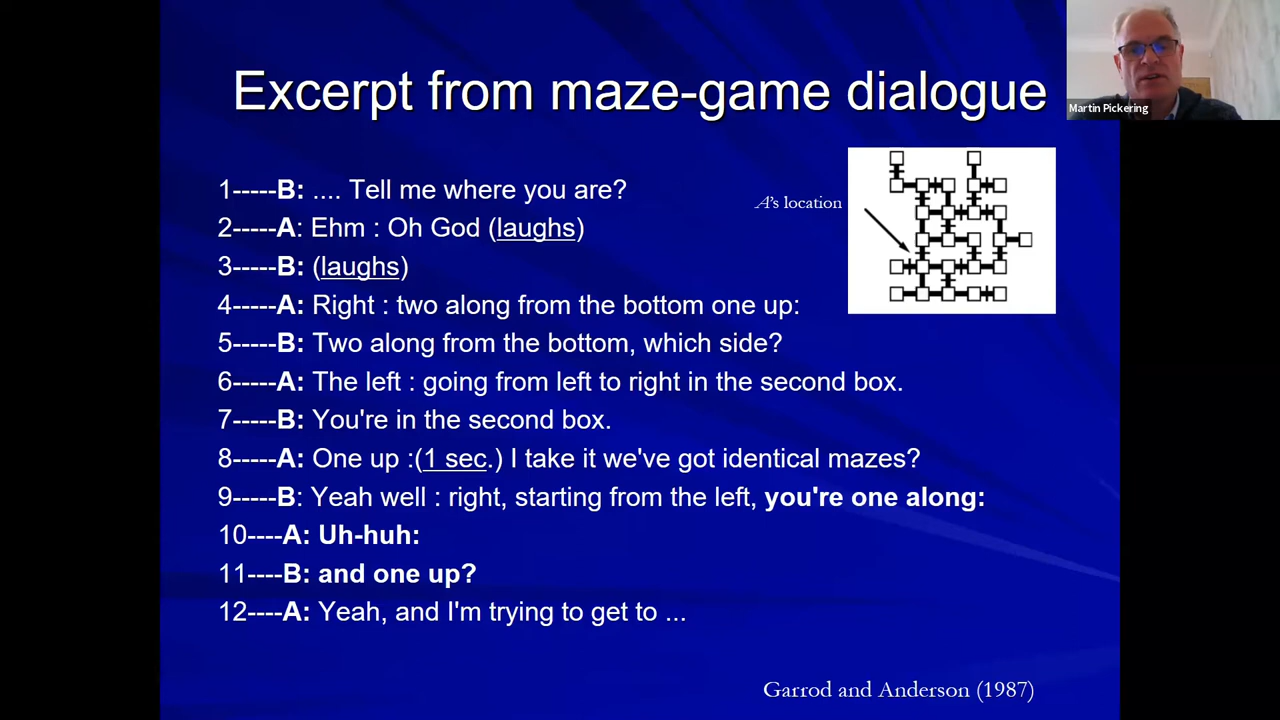 Excerpt from maze-game dialogue
Martin Pickering
1-----B: .... Tell me where you are?
A's location
2-----A: Ehm : Oh God (laughs)
3-----B: (laughs)
4-----A: Right : two along from the bottom one up:
5-----B: Two along from the bottom, which side?
6-----A: The left : going from left to right in the second box.
7-----B: You're in the second box.
8-----A: One up :(1 sec.) I take it we've got identical mazes?
9-----B: Yeah well : right, starting from the left, you're one along:
10----A: Uh-huh:
11----B: and one up?
12----A: Yeah, and I'm trying to get to ...
Garrod and Anderson (1987)